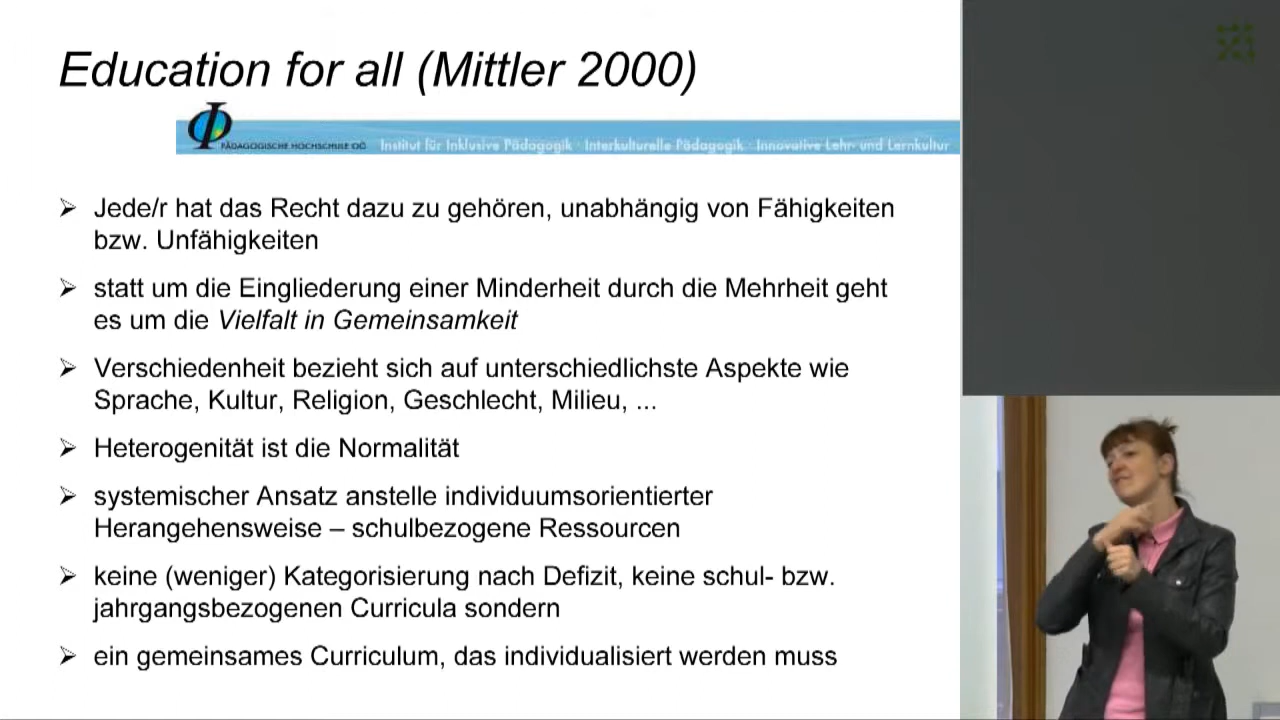 Education for all (Mittler 2000)
PÄDAGOGISCHE HOCHSCHULE OÖ Institut für Inklusive Pädagogik · Interkulturelle Pädagogik · Innovative Lehr- und Lernkultur
Jede/r hat das Recht dazu zu gehören, unabhängig von Fähigkeiten
bzw. Unfähigkeiten
statt um die Eingliederung einer Minderheit durch die Mehrheit geht
es um die Vielfalt in Gemeinsamkeit
Verschiedenheit bezieht sich auf unterschiedlichste Aspekte wie
Sprache, Kultur, Religion, Geschlecht, Milieu, ...
Heterogenität ist die Normalität
systemischer Ansatz anstelle individuumsorientierter
Herangehensweise – schulbezogene Ressourcen
keine (weniger) Kategorisierung nach Defizit, keine schul- bzw.
jahrgangsbezogenen Curricula sondern
ein gemeinsames Curriculum, das individualisiert werden muss